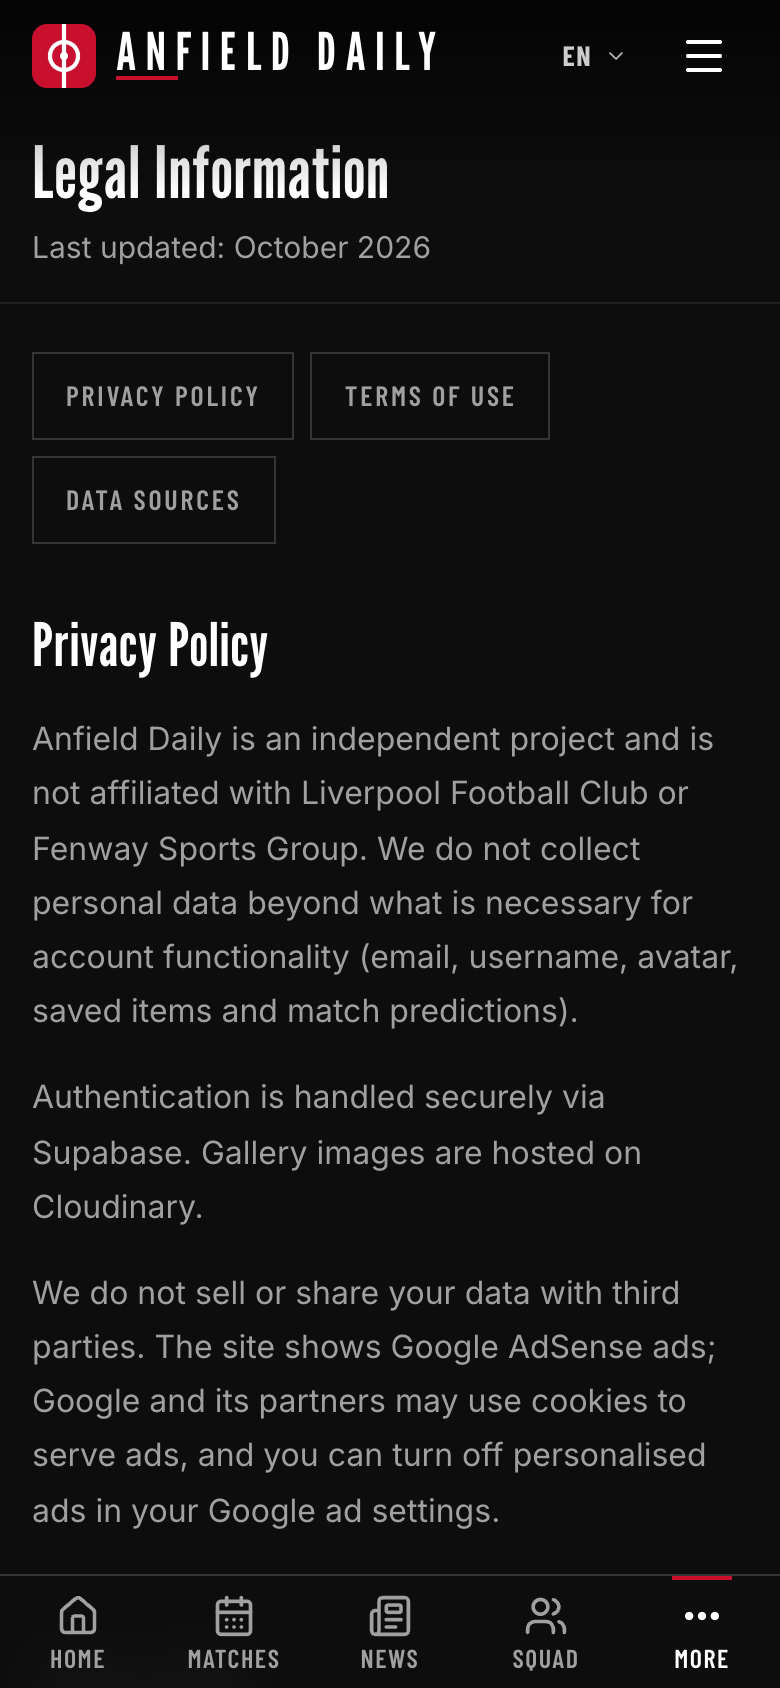 ANFIELD DAILY
EN
Legal Information
Last updated: October 2026
PRIVACY POLICY
TERMS OF USE
DATA SOURCES
Privacy Policy
Anfield Daily is an independent project and is
not affiliated with Liverpool Football Club or
Fenway Sports Group. We do not collect
personal data beyond what is necessary for
account functionality (email, username, avatar,
saved items and match predictions).
Authentication is handled securely via
Supabase. Gallery images are hosted on
Cloudinary.
We do not sell or share your data with third
parties. The site shows Google AdSense ads;
Google and its partners may use cookies to
serve ads, and you can turn off personalised
ads in your Google ad settings.
HOME
MATCHES
NEWS
SQUAD
MORE